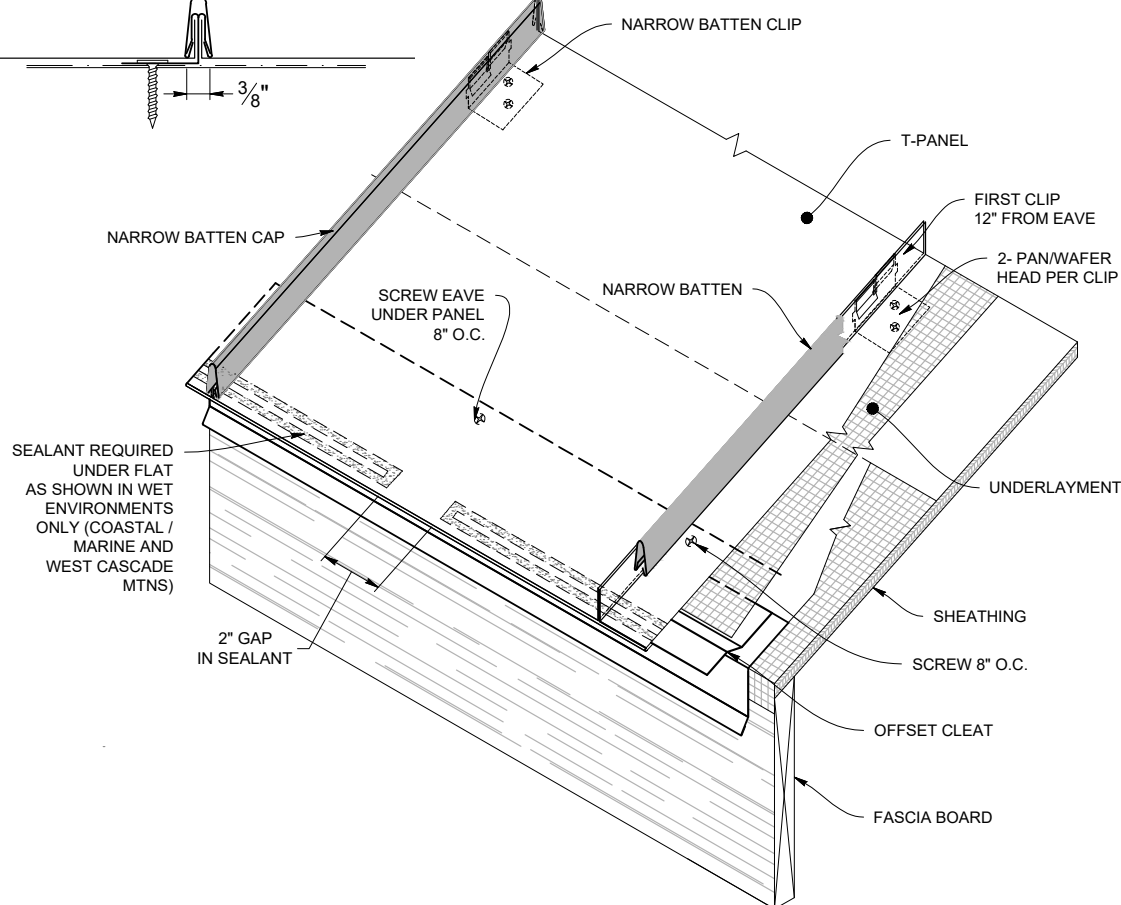 3/8"
NARROW BATTEN CLIP
T-PANEL
FIRST CLIP
12" FROM EAVE
2- PAN/WAFER
HEAD PER CLIP
NARROW BATTEN CAP
SCREW EAVE
UNDER PANEL
8" O.C.
NARROW BATTEN
SEALANT REQUIRED
UNDER FLAT
AS SHOWN IN WET
ENVIRONMENTS
ONLY (COASTAL /
MARINE AND
WEST CASCADE
MTNS)
UNDERLAYMENT
2" GAP
IN SEALANT
SHEATHING
SCREW 8" O.C.
OFFSET CLEAT
FASCIA BOARD